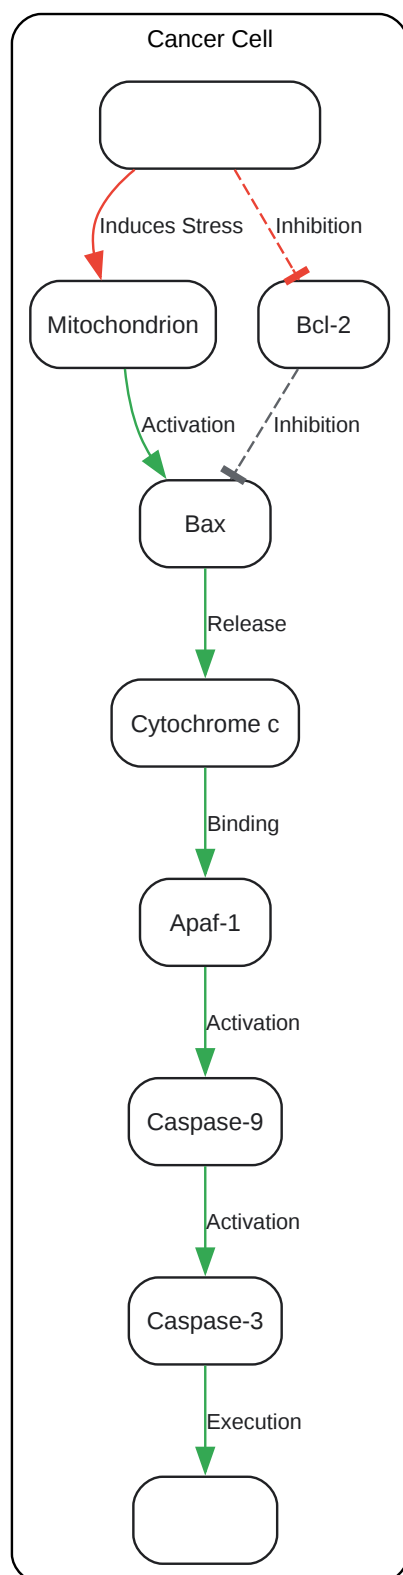 Cancer Cell
Induces Stress
Inhibition
Mitochondrion
Bcl-2
Activation
Inhibition
Bax
Release
Cytochrome c
Binding
Apaf-1
Activation
Caspase-9
Activation
Caspase-3
Execution